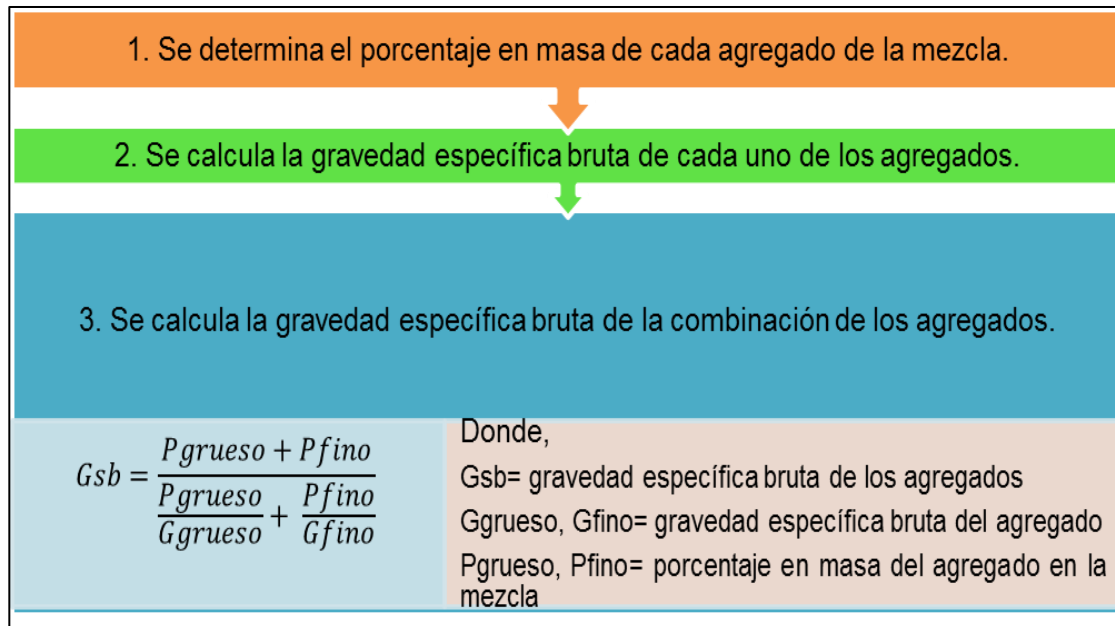 1. Se determina el porcentaje en masa de cada agregado de la mezcla.
2. Se calcula la gravedad específica bruta de cada uno de los agregados.
3. Se calcula la gravedad específica bruta de la combinación de los agregados.
Gsb = (Pgrueso + Pfino) / (Pgrueso/Ggrueso + Pfino/Gfino)
Donde,
Gsb= gravedad específica bruta de los agregados
Ggrueso, Gfino= gravedad específica bruta del agregado
Pgrueso, Pfino= porcentaje en masa del agregado en la
mezcla